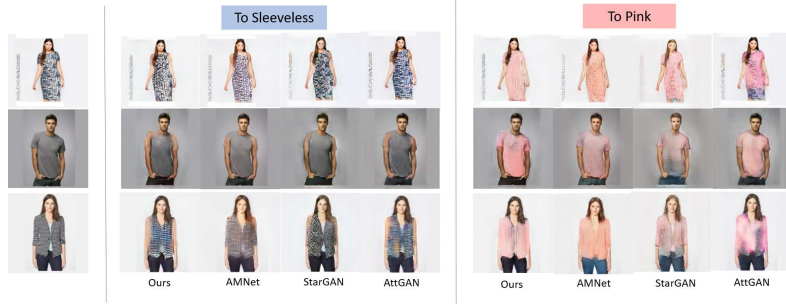 To Sleeveless
To Pink
Ours AMNet StarGAN AttGAN
Ours AMNet StarGAN AttGAN